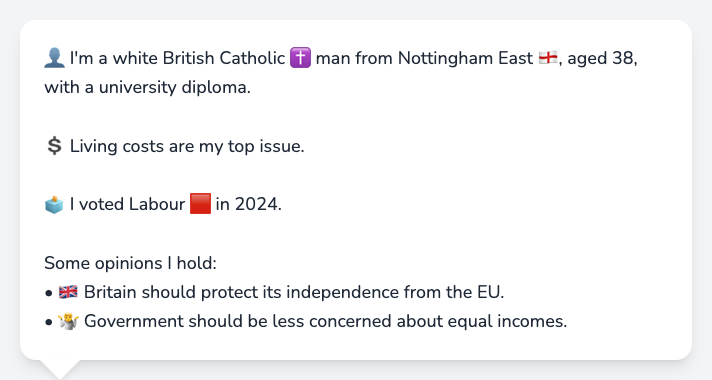 👤 I'm a white British Catholic ✝️ man from Nottingham East 🏴󠁧󠁢󠁥󠁮󠁧󠁿, aged 38,
with a university diploma.
💲 Living costs are my top issue.
🗳️ I voted Labour 🟥 in 2024.
Some opinions I hold:
• 🇬🇧 Britain should protect its independence from the EU.
• 🤷 Government should be less concerned about equal incomes.